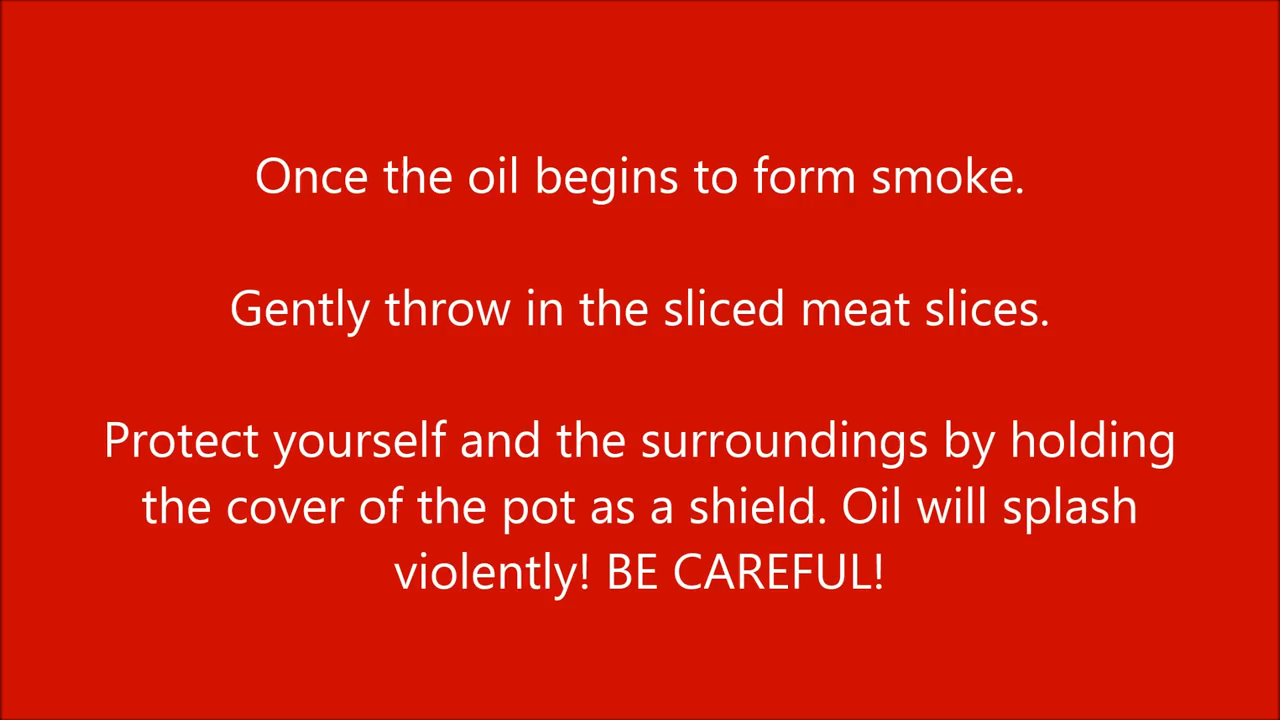 Once the oil begins to form smoke.
Gently throw in the sliced meat slices.
Protect yourself and the surroundings by holding
the cover of the pot as a shield. Oil will splash
violently! BE CAREFUL!